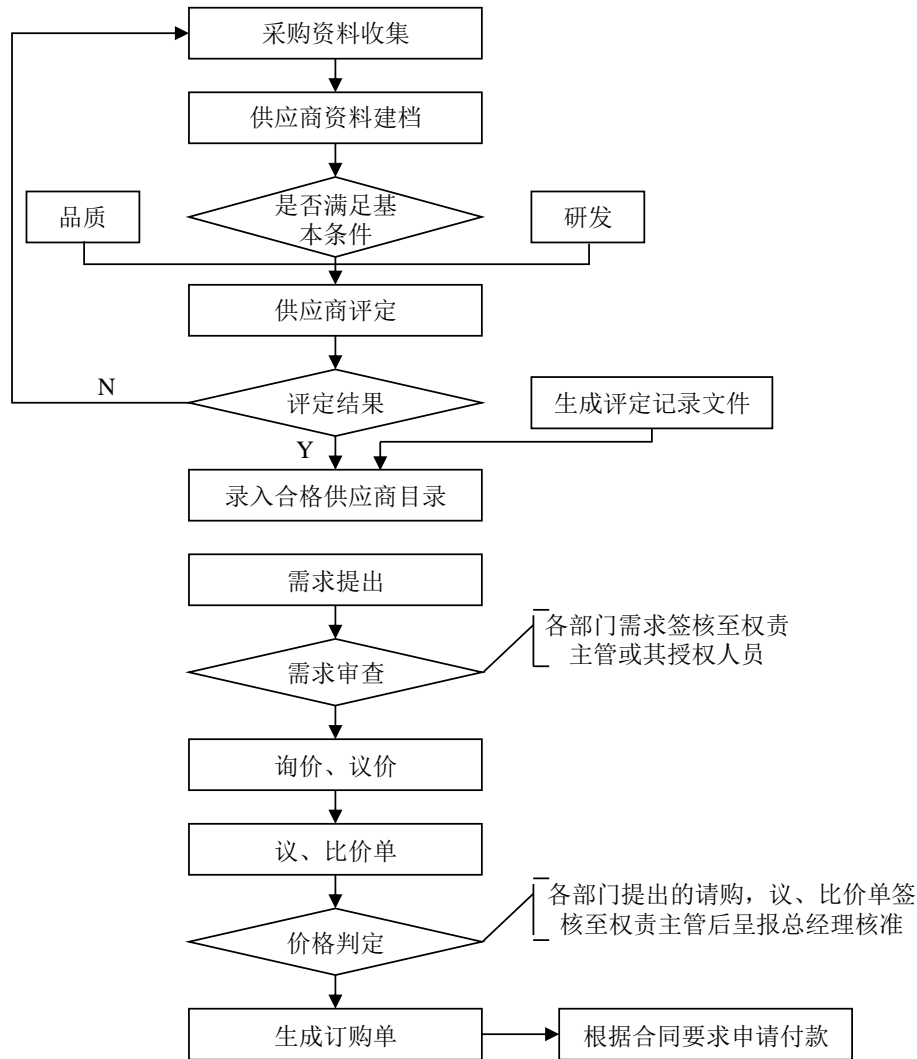 采购资料收集
供应商资料建档
是否满足基
本条件
品质
研发
供应商评定
N
评定结果
生成评定记录文件
Y
录入合格供应商目录
需求提出
各部门需求签核至权责
主管或其授权人员
需求审查
询价、议价
议、比价单
各部门提出的请购，议、比价单签
核至权责主管后呈报总经理核准
价格判定
生成订购单
根据合同要求申请付款